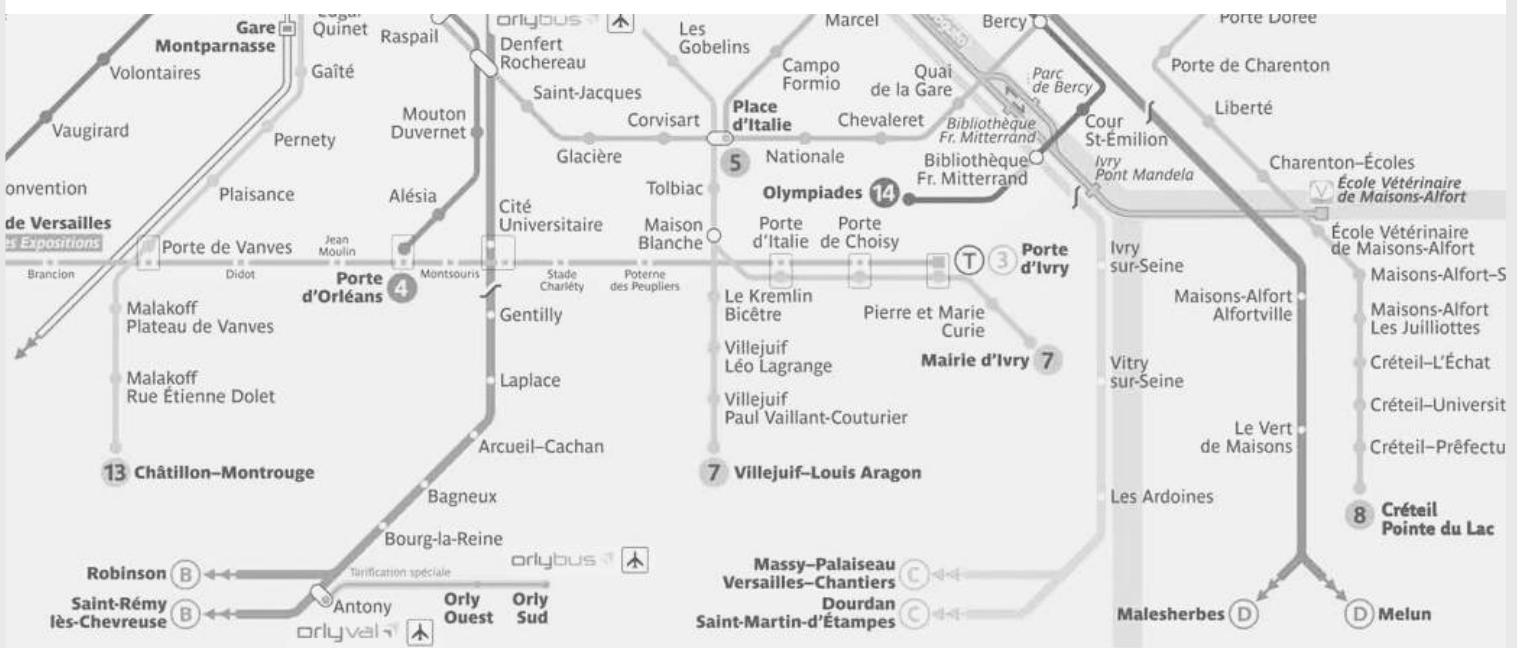 orlybus
Marcel
Bercy
Porte Dorée
Gare
Montparnasse
Edgar
Quinet
Raspail
Denfert
Rochereau
Les
Gobelins
Volontaires
Gaîté
Campo
Formio
Quai
de la Gare
Parc
de Bercy
Porte de Charenton
Saint-Jacques
Vaugirard
Pernety
Mouton
Duvernet
Corvisart
Place
d'Italie
Chevaleret
Bibliothèque
Fr. Mitterrand
Cour
St-Émilion
Liberté
Glacière
5
Nationale
Bibliothèque
Fr. Mitterrand
Ivry
Pont Mandela
Charenton–Écoles
onvention
Plaisance
Alésia
Cité
Universitaire
Tolbiac
Olympiades 14
École Vétérinaire
de Maisons-Alfort
de Versailles
es Expositions
Porte de Vanves
Jean
Moulin
Maison
Blanche
Porte
d'Italie
Porte
de Choisy
T 3
Porte
d'Ivry
Ivry
sur-Seine
École Vétérinaire
de Maisons-Alfort
Brancion
Didot
Porte
d'Orléans
4
Montsouris
Stade
Charléty
Poterne
des Peupliers
Maisons-Alfort–S
Malakoff
Plateau de Vanves
Gentilly
Le Kremlin
Bicêtre
Pierre et Marie
Curie
Maisons-Alfort
Alfortville
Maisons-Alfort
Les Juilliottes
Villejuif
Léo Lagrange
Mairie d'Ivry 7
Vitry
sur-Seine
Créteil–L'Échat
Malakoff
Rue Étienne Dolet
Laplace
Villejuif
Paul Vaillant-Couturier
Créteil–Universit
Arcueil–Cachan
Le Vert
de Maisons
Créteil–Prêfectu
13 Châtillon–Montrouge
7 Villejuif–Louis Aragon
Bagneux
Les Ardoines
8
Créteil
Pointe du Lac
Bourg-la-Reine
orlybus
Robinson B
Tarification spéciale
Massy–Palaiseau
Versailles–Chantiers
C
Saint-Rémy
lès-Chevreuse
B
Antony
Orly
Ouest
Orly
Sud
Dourdan
Saint-Martin-d'Étampes
C
Malesherbes D
D Melun
orlyval